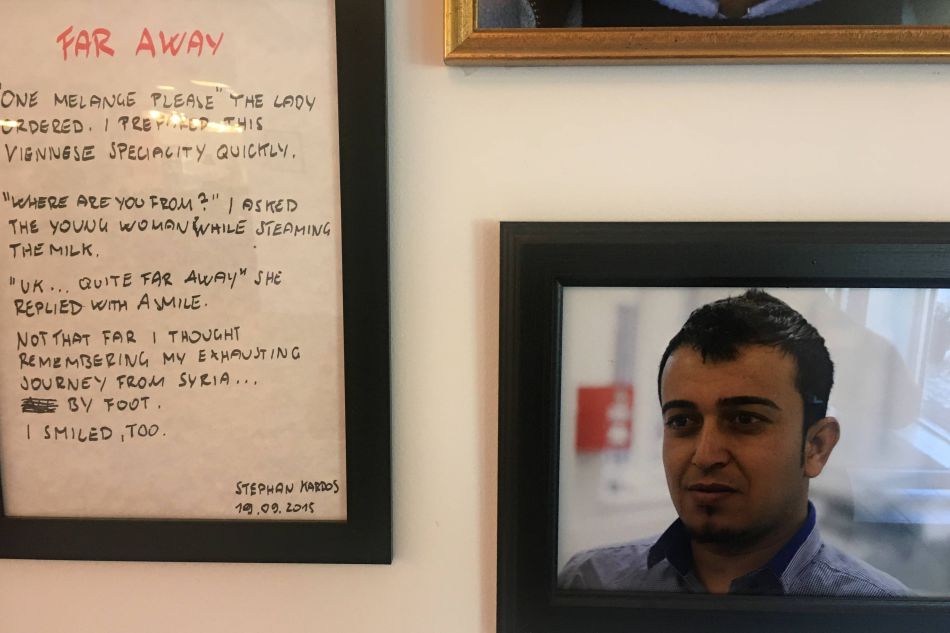 FAR AWAY
"ONE MELANGE PLEASE" THE LADY
ORDERED. I PREPARED THIS
VIENNESE SPECIALITY QUICKLY.
"WHERE ARE YOU FROM?" I ASKED
THE YOUNG WOMAN WHILE STEAMING
THE MILK.
"UK... QUITE FAR AWAY" SHE
REPLIED WITH A SMILE.
NOT THAT FAR I THOUGHT
REMEMBERING MY EXHAUSTING
JOURNEY FROM SYRIA...
BY FOOT.
I SMILED, TOO.
STEPHAN KARDOS
19.09.2015